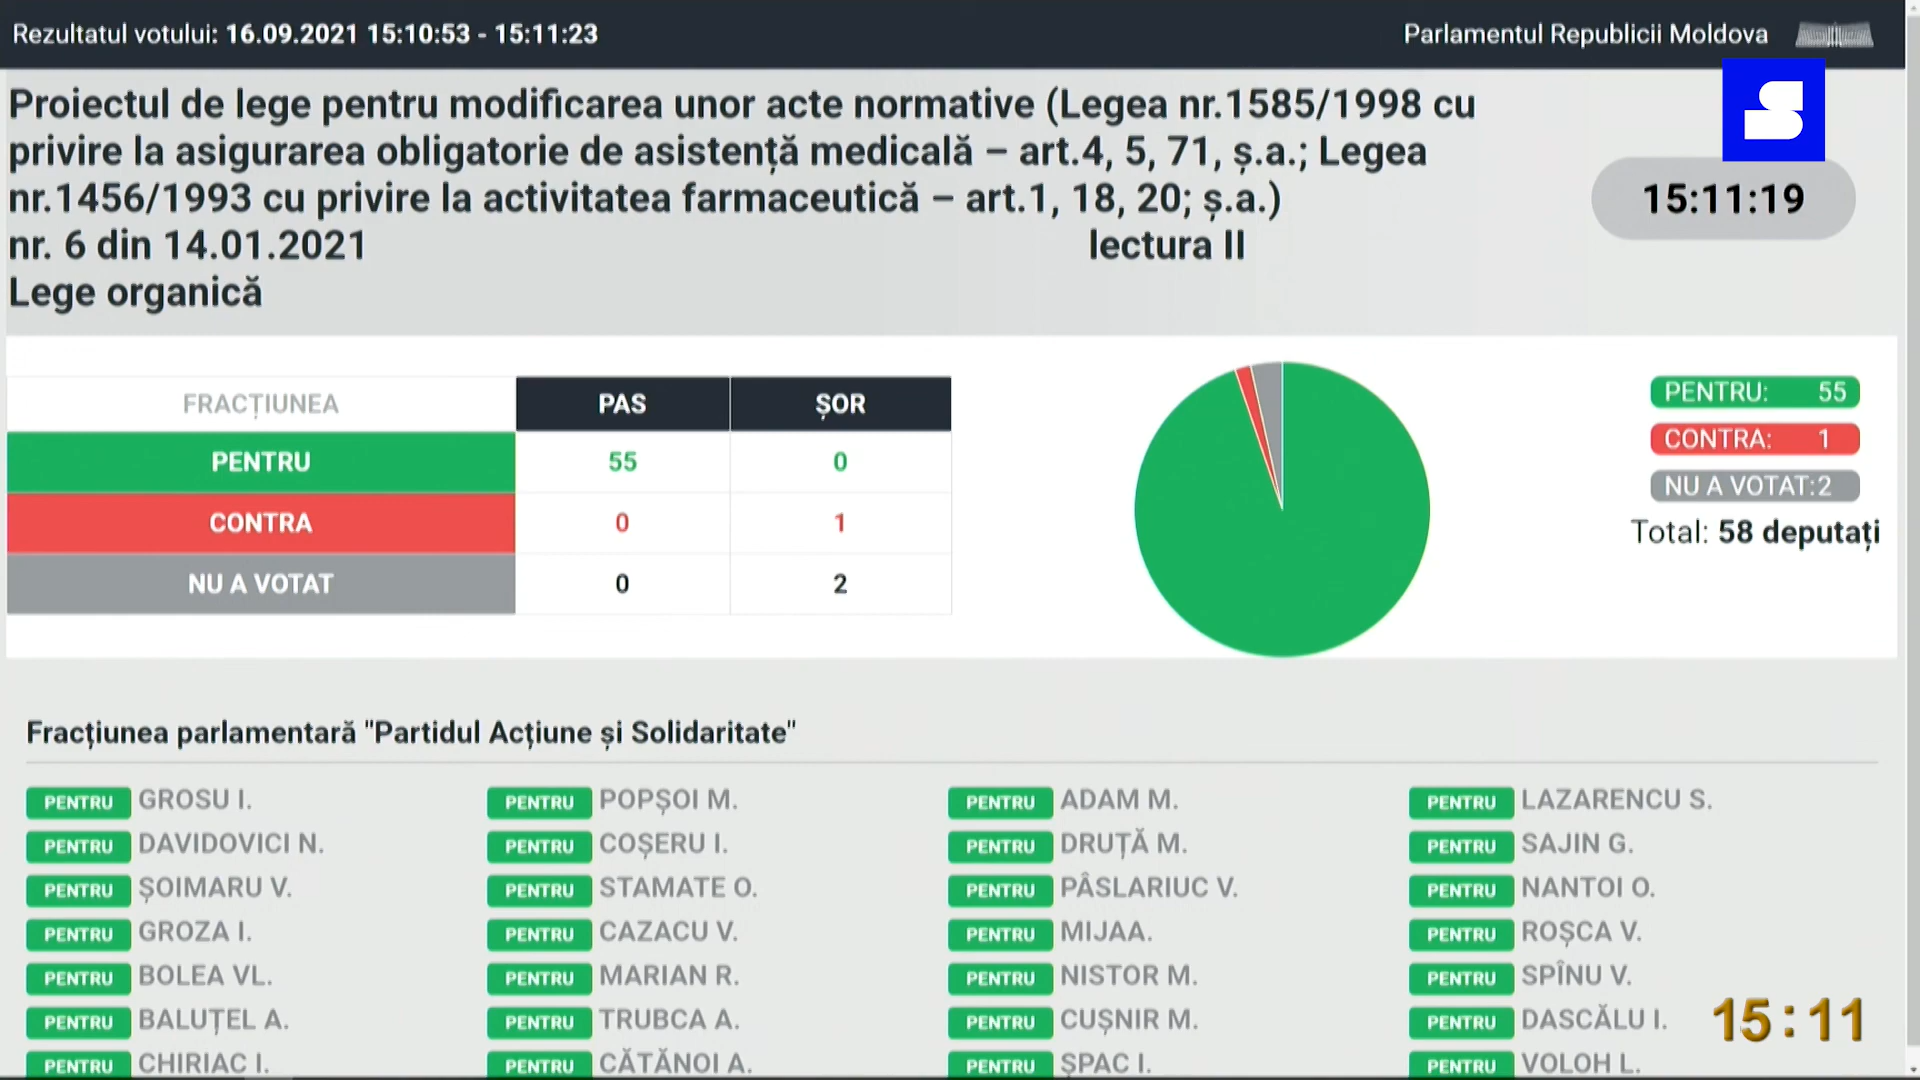 Rezultatul votului: 16.09.2021 15:10:53 - 15:11:23
Parlamentul Republicii Moldova
Proiectul de lege pentru modificarea unor acte normative (Legea nr.1585/1998 cu
privire la asigurarea obligatorie de asistență medicală – art.4, 5, 71, ș.a.; Legea
nr.1456/1993 cu privire la activitatea farmaceutică – art.1, 18, 20; ș.a.)
nr. 6 din 14.01.2021 lectura II
Lege organică
15:11:19
FRACȚIUNEA PAS ȘOR
PENTRU 55 0
CONTRA 0 1
NU A VOTAT 0 2
PENTRU: 55
CONTRA: 1
NU A VOTAT:2
Total: 58 deputați
Fracțiunea parlamentară "Partidul Acțiune și Solidaritate"
PENTRU GROSU I. PENTRU POPȘOI M. PENTRU ADAM M. PENTRU LAZARENCU S.
PENTRU DAVIDOVICI N. PENTRU COȘERU I. PENTRU DRUȚĂ M. PENTRU SAJIN G.
PENTRU ȘOIMARU V. PENTRU STAMATE O. PENTRU PÂSLARIUC V. PENTRU NANTOI O.
PENTRU GROZA I. PENTRU CAZACU V. PENTRU MIJAA. PENTRU ROȘCA V.
PENTRU BOLEA VL. PENTRU MARIAN R. PENTRU NISTOR M. PENTRU SPÎNU V.
PENTRU BALUȚEL A. PENTRU TRUBCA A. PENTRU CUȘNIR M. PENTRU DASCĂLU I.
PENTRU CHIRIAC I. PENTRU CĂTĂNOI A. PENTRU ȘPAC I. PENTRU VOLOH L.
15:11